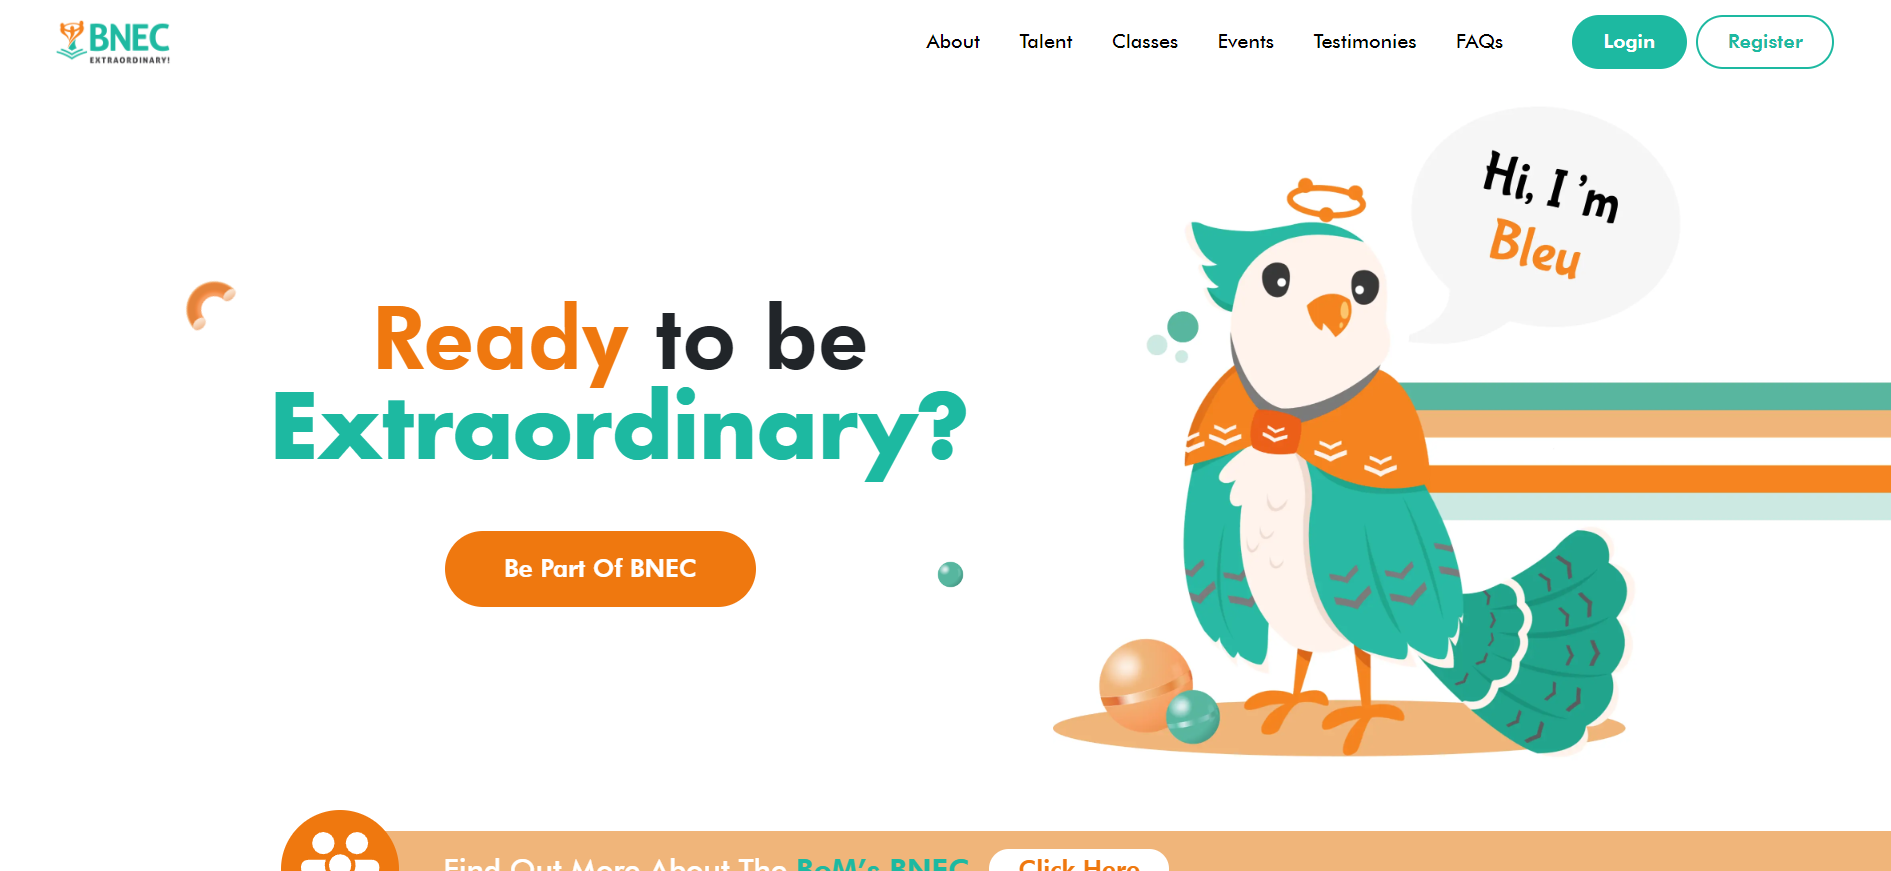 BNEC
EXTRAORDINARY!
About Talent Classes Events Testimonies FAQs Login Register
Hi, I'm
Bleu
Ready to be
Extraordinary?
Be Part Of BNEC
Find Out More About The BoM's BNEC Click Here